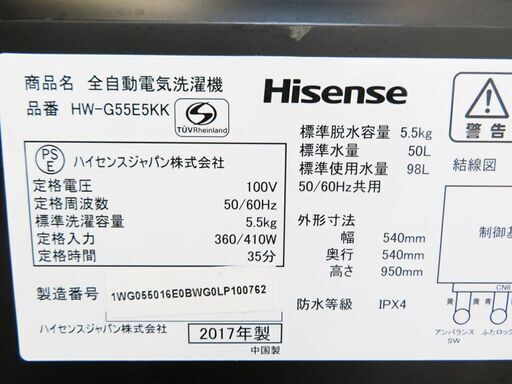 商品名 全自動電気洗濯機
品番 HW-G55E5KK
TÜVRheinland
Hisense
PS
E
ハイセンスジャパン株式会社
定格電圧 100V
定格周波数 50/60Hz
標準洗濯容量 5.5kg
定格入力 360/410W
定格時間 35分
製造番号 1WG055016E0BWG0LP100762
ハイセンスジャパン株式会社 2017年製
中国製
標準脱水容量 5.5kg
標準水量 50L
標準使用水量 98L
50/60Hz共用
外形寸法
幅 540mm
奥行 540mm
高さ 950mm
防水等級 IPX4
警告
結線図
制御基
CN6
黄 黄 青
アンバランス
SW
ふたロック